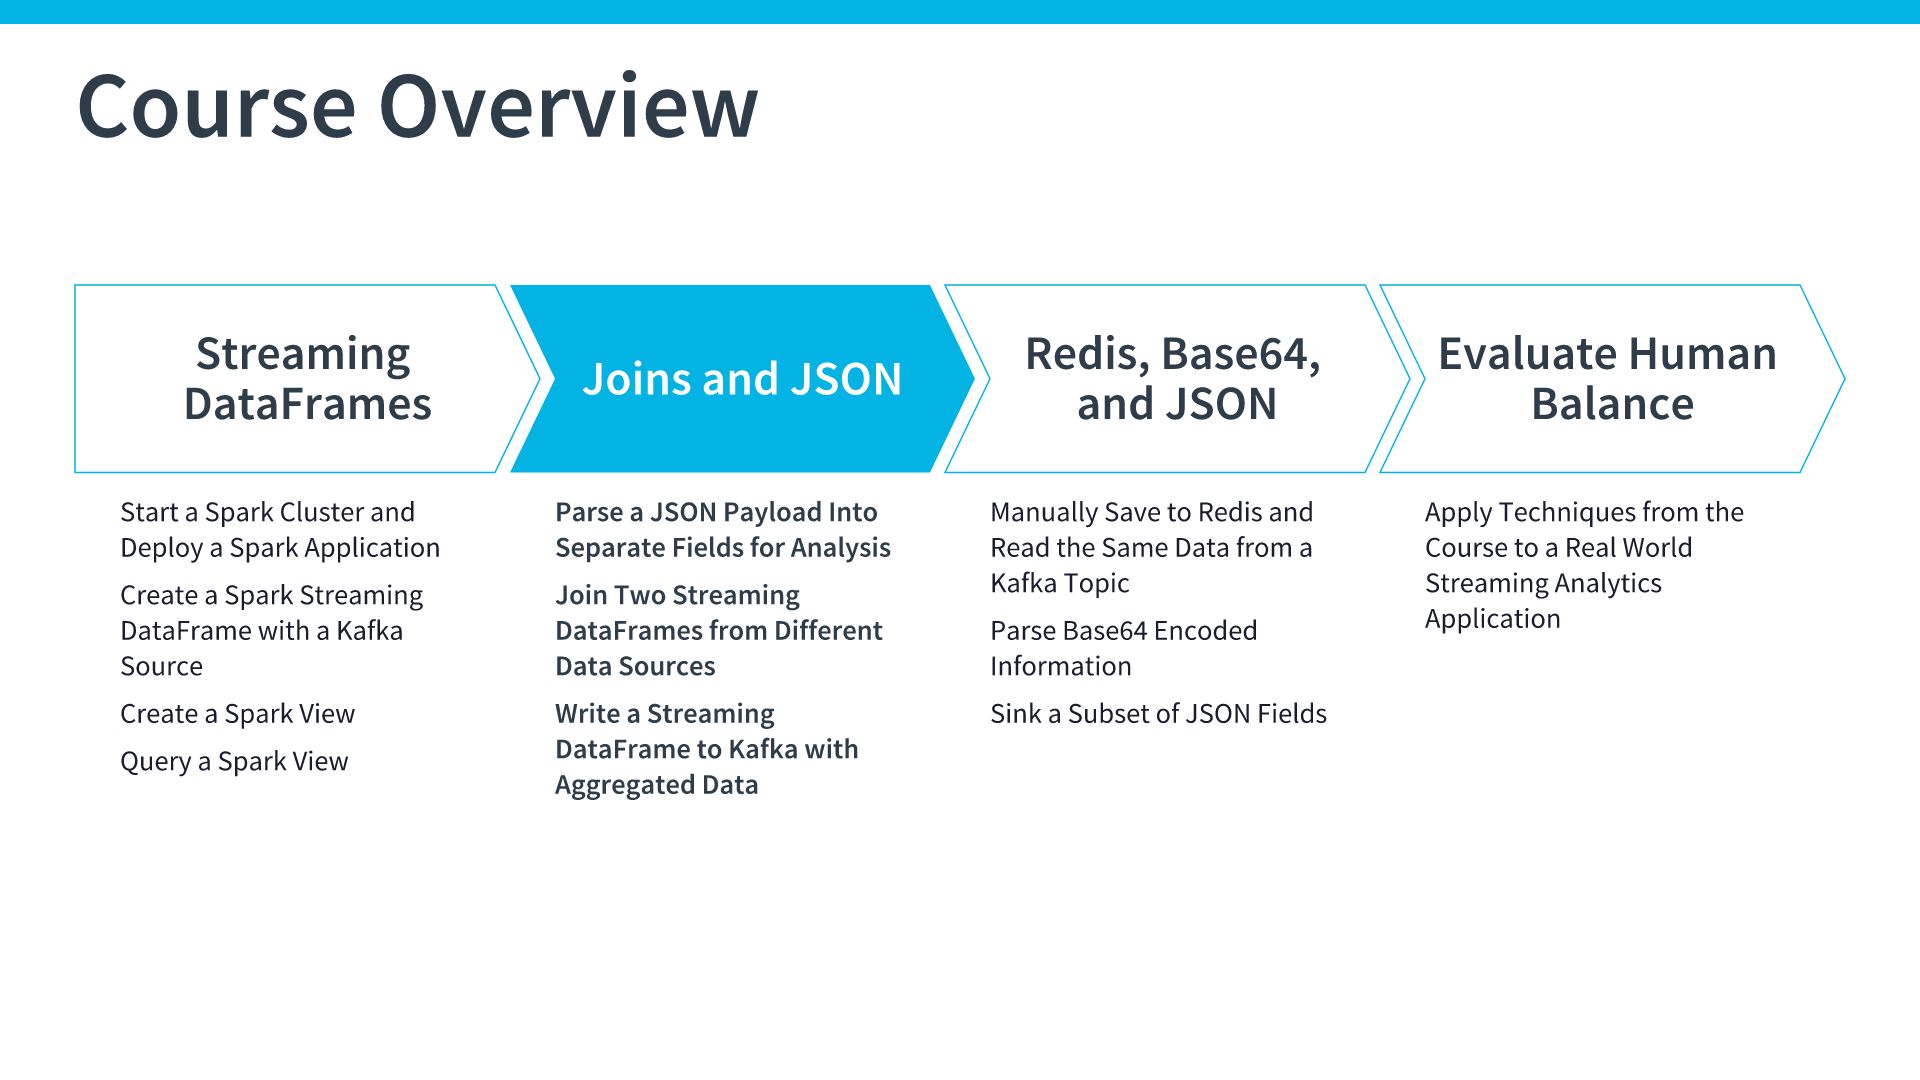 Course Overview
Streaming
DataFrames
Joins and JSON
Redis, Base64,
and JSON
Evaluate Human
Balance
Start a Spark Cluster and
Deploy a Spark Application
Create a Spark Streaming
DataFrame with a Kafka
Source
Create a Spark View
Query a Spark View
Parse a JSON Payload Into
Separate Fields for Analysis
Join Two Streaming
DataFrames from Different
Data Sources
Write a Streaming
DataFrame to Kafka with
Aggregated Data
Manually Save to Redis and
Read the Same Data from a
Kafka Topic
Parse Base64 Encoded
Information
Sink a Subset of JSON Fields
Apply Techniques from the
Course to a Real World
Streaming Analytics
Application